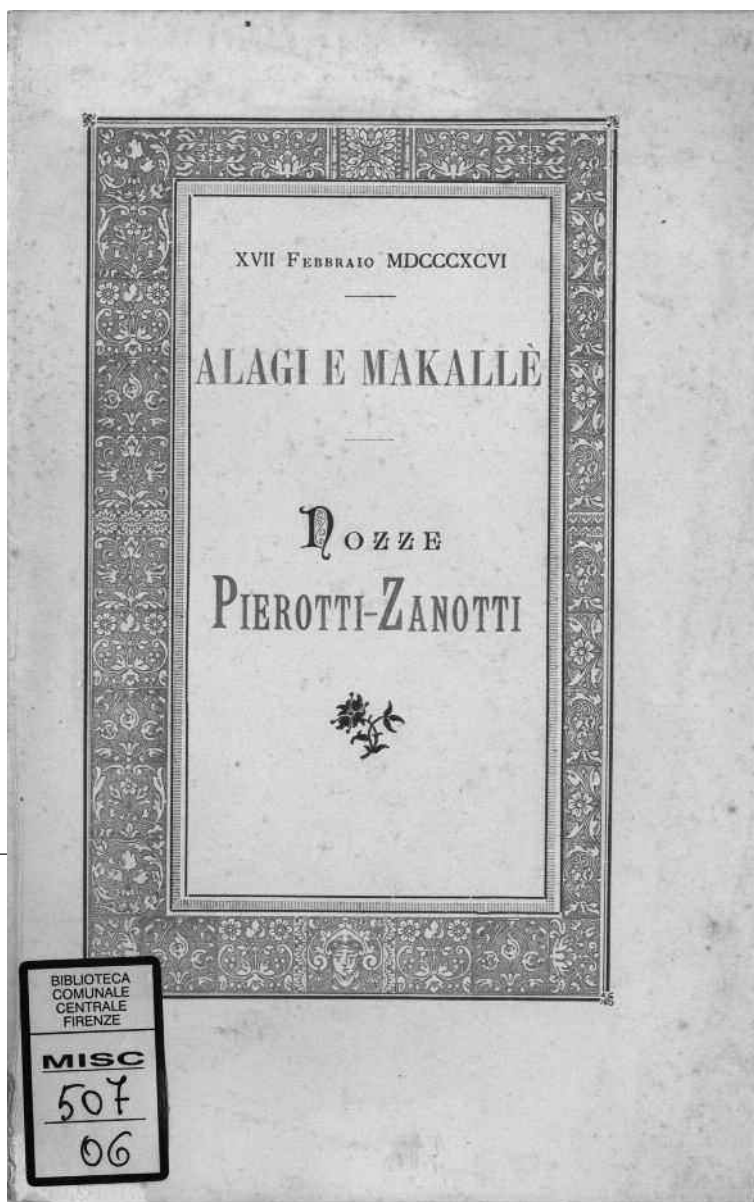 XVII FEBBRAIO MDCCCXCVI
ALAGI E MAKALLÈ
NOZZE
PIEROTTI-ZANOTTI
BIBLIOTECA
COMUNALE
CENTRALE
FIRENZE
MISC
507
06